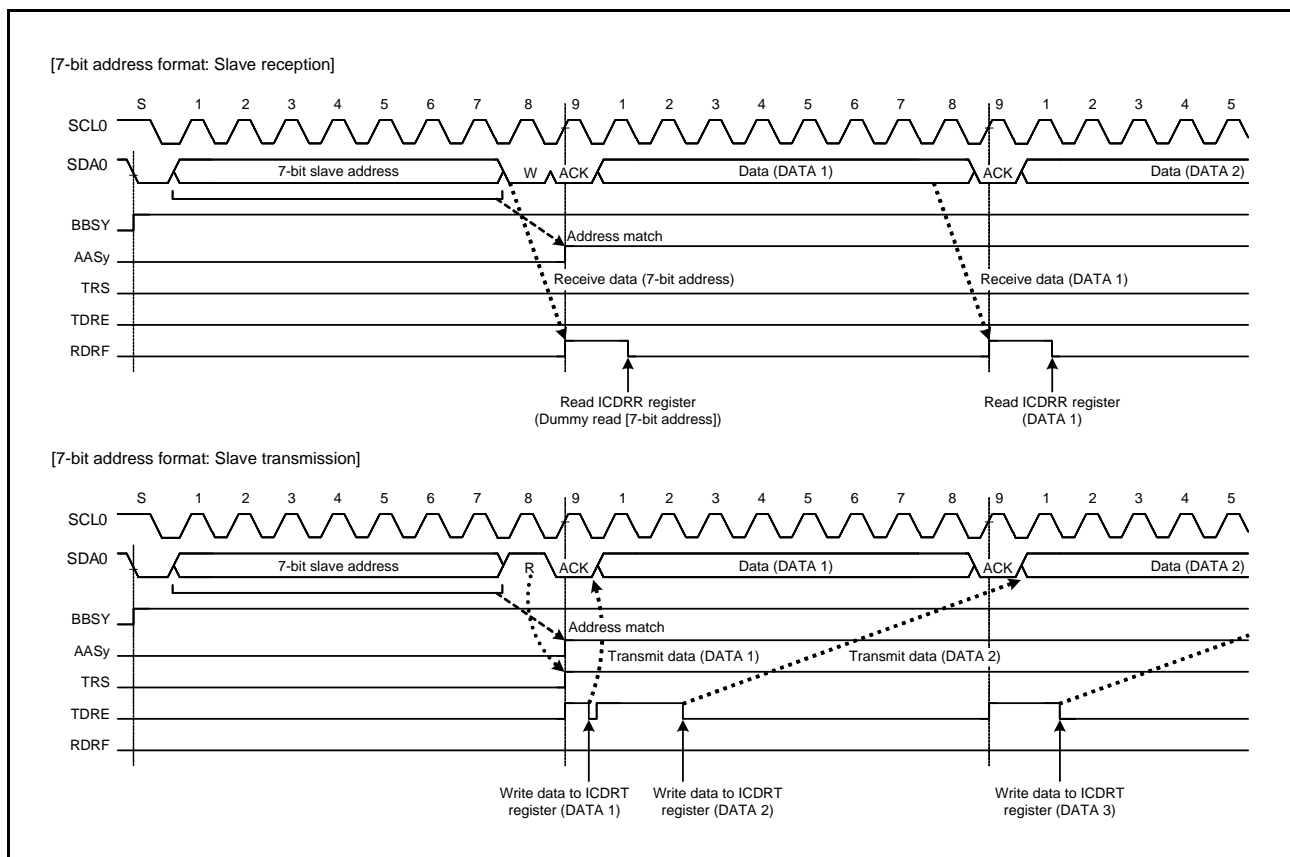 [7-bit address format: Slave reception]
S 1 2 3 4 5 6 7 8 9 1 2 3 4 5 6 7 8 9 1 2 3 4 5
SCL0
SDA0 7-bit slave address W ACK Data (DATA 1) ACK Data (DATA 2)
BBSY
Address match
AASy
Receive data (7-bit address) Receive data (DATA 1)
TRS
TDRE
RDRF
Read ICDRR register Read ICDRR register
(Dummy read [7-bit address]) (DATA 1)
[7-bit address format: Slave transmission]
S 1 2 3 4 5 6 7 8 9 1 2 3 4 5 6 7 8 9 1 2 3 4 5
SCL0
SDA0 7-bit slave address R ACK Data (DATA 1) ACK Data (DATA 2)
BBSY
Address match
AASy Transmit data (DATA 1) Transmit data (DATA 2)
TRS
TDRE
RDRF
Write data to ICDRT Write data to ICDRT Write data to ICDRT
register (DATA 1) register (DATA 2) register (DATA 3)